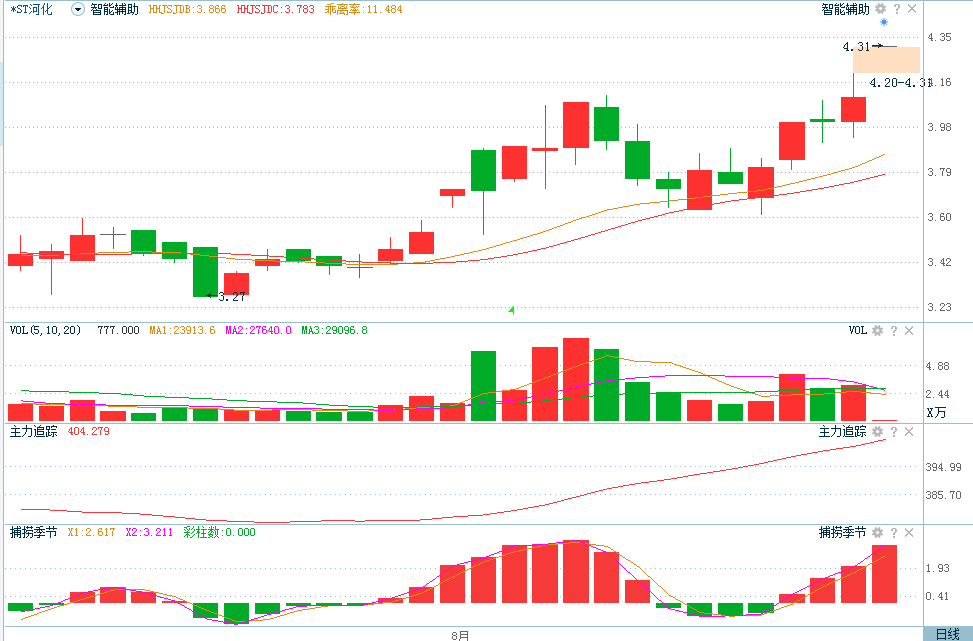 *ST河化 智能辅助 HHJSJDB:3.866 HHJSJDC:3.783 乖离率:11.484 智能辅助 ? ×
4.35
4.31
4.20-4.31
4.16
3.98
3.79
3.60
3.42
3.27
3.23
VOL(5,10,20) 777.000 MA1:23913.6 MA2:27640.0 MA3:29096.8 VOL ? ×
4.88
2.44
X万
主力追踪 404.279 主力追踪 ? ×
394.99
385.70
捕捞季节 X1:2.617 X2:3.211 彩柱数:0.000 捕捞季节 ? ×
1.93
0.41
8月 日线